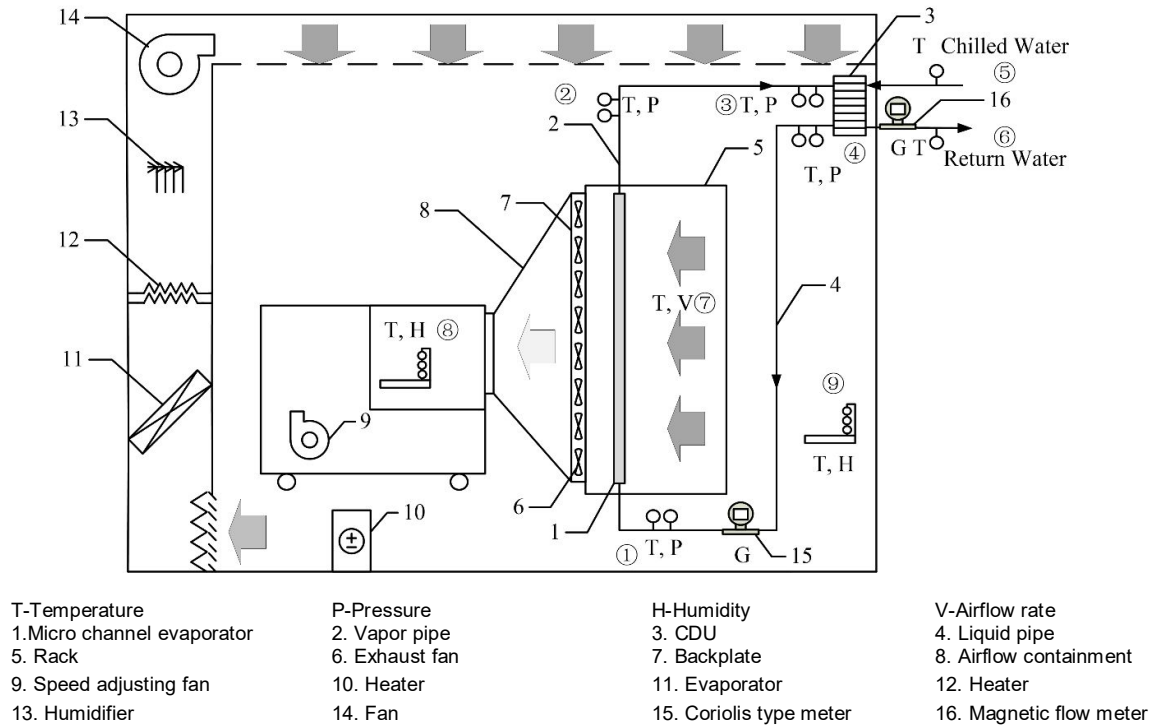 14
3
T Chilled Water
⑤
②
T, P
③ T, P
16
13
2
5
④
G T
⑥
Return Water
T, P
7
8
12
4
T, V⑦
T, H ⑧
11
⑨
9
T, H
10
6
1
① T, P
G
15
T-Temperature P-Pressure H-Humidity V-Airflow rate
1.Micro channel evaporator 2. Vapor pipe 3. CDU 4. Liquid pipe
5. Rack 6. Exhaust fan 7. Backplate 8. Airflow containment
9. Speed adjusting fan 10. Heater 11. Evaporator 12. Heater
13. Humidifier 14. Fan 15. Coriolis type meter 16. Magnetic flow meter